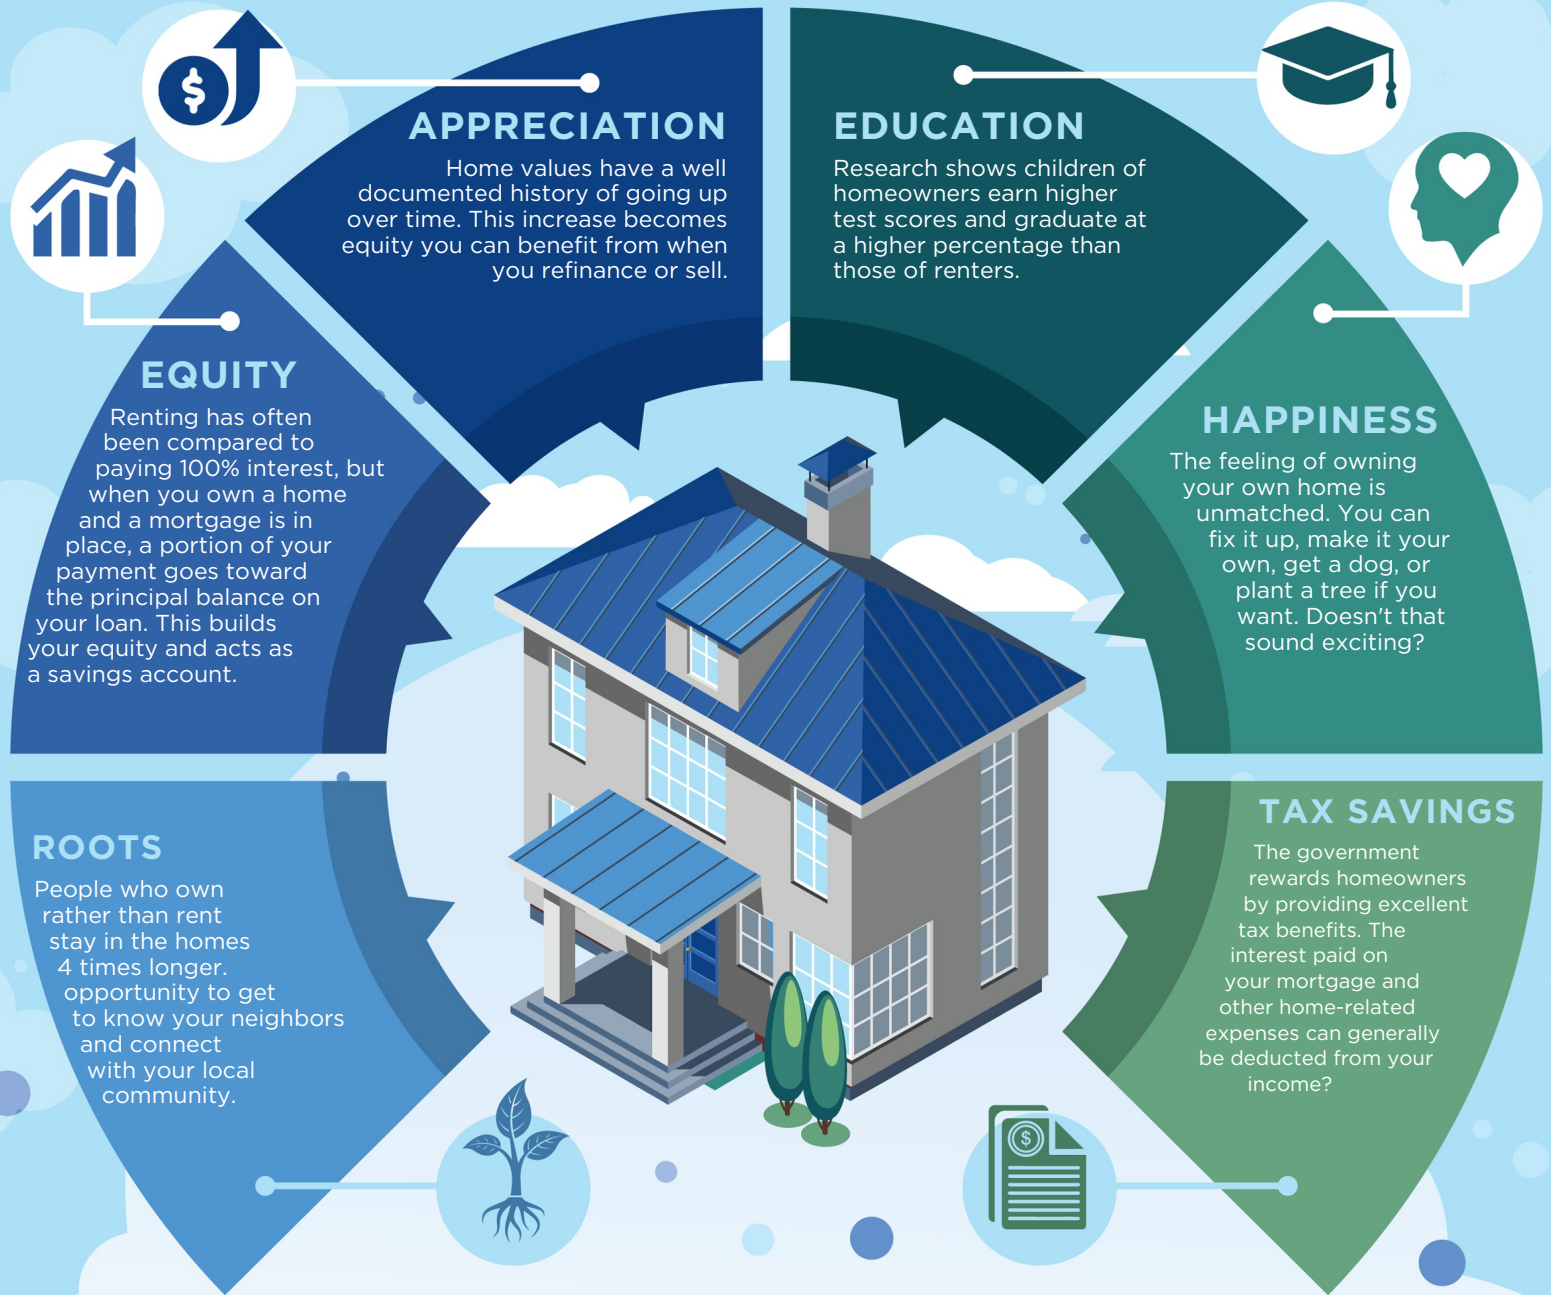 APPRECIATION
Home values have a well
documented history of going up
over time. This increase becomes
equity you can benefit from when
you refinance or sell.
EDUCATION
Research shows children of
homeowners earn higher
test scores and graduate at
a higher percentage than
those of renters.
EQUITY
Renting has often
been compared to
paying 100% interest, but
when you own a home
and a mortgage is in
place, a portion of your
payment goes toward
the principal balance on
your loan. This builds
your equity and acts as
a savings account.
HAPPINESS
The feeling of owning
your own home is
unmatched. You can
fix it up, make it your
own, get a dog, or
plant a tree if you
want. Doesn't that
sound exciting?
ROOTS
People who own
rather than rent
stay in the homes
4 times longer.
opportunity to get
to know your neighbors
and connect
with your local
community.
TAX SAVINGS
The government
rewards homeowners
by providing excellent
tax benefits. The
interest paid on
your mortgage and
other home-related
expenses can generally
be deducted from your
income?